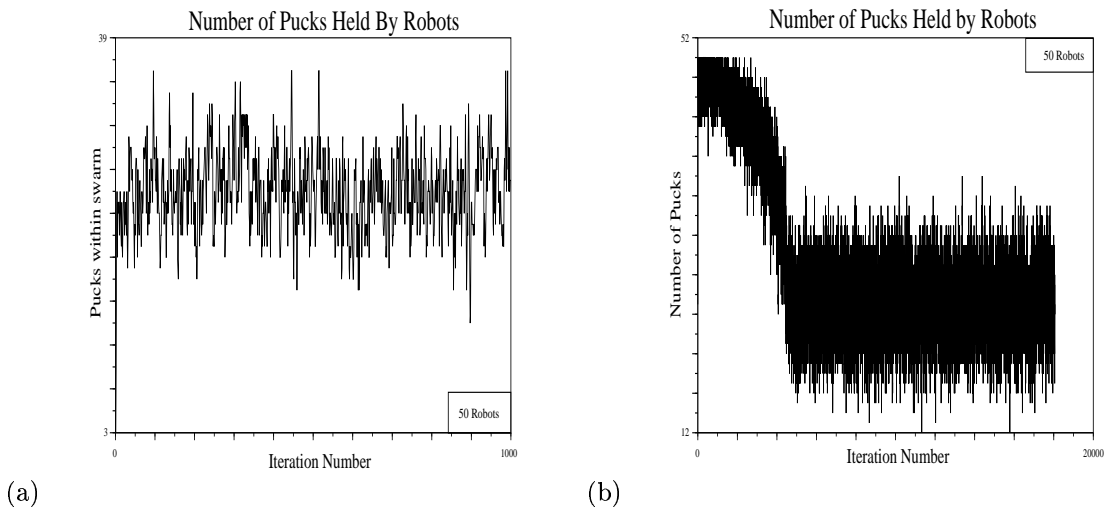 Number of Pucks Held By Robots
39
Pucks within swarm
50 Robots
3
0
1000
Iteration Number
(a)
Number of Pucks Held by Robots
52
50 Robots
Number of Pucks
12
0
20000
Iteration Number
(b)